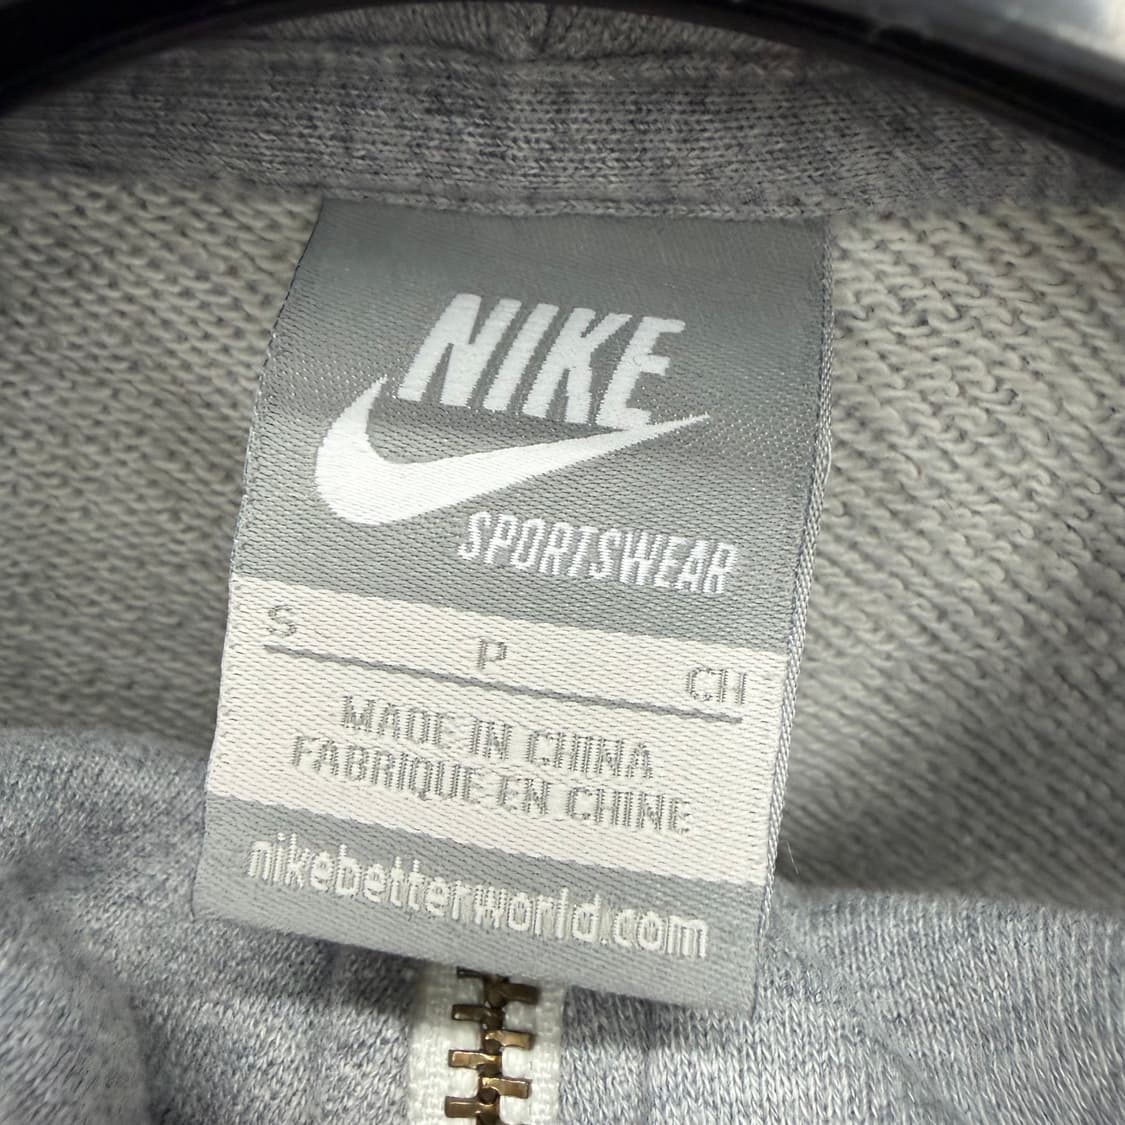 NIKE
SPORTSWEAR
S P CH
MADE IN CHINA
FABRIQUE EN CHINE
nikebetterworld.com